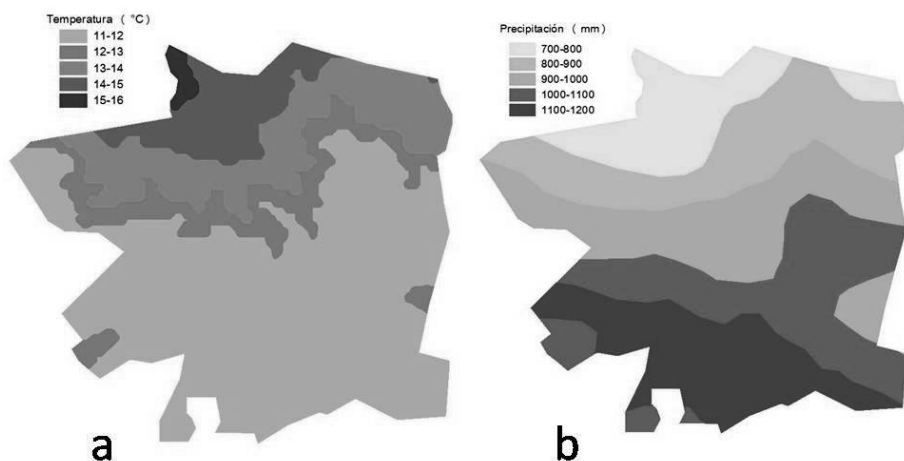 Temperatura ( °C)
11-12
12-13
13-14
14-15
15-16
a
Precipitación ( mm)
700-800
800-900
900-1000
1000-1100
1100-1200
b